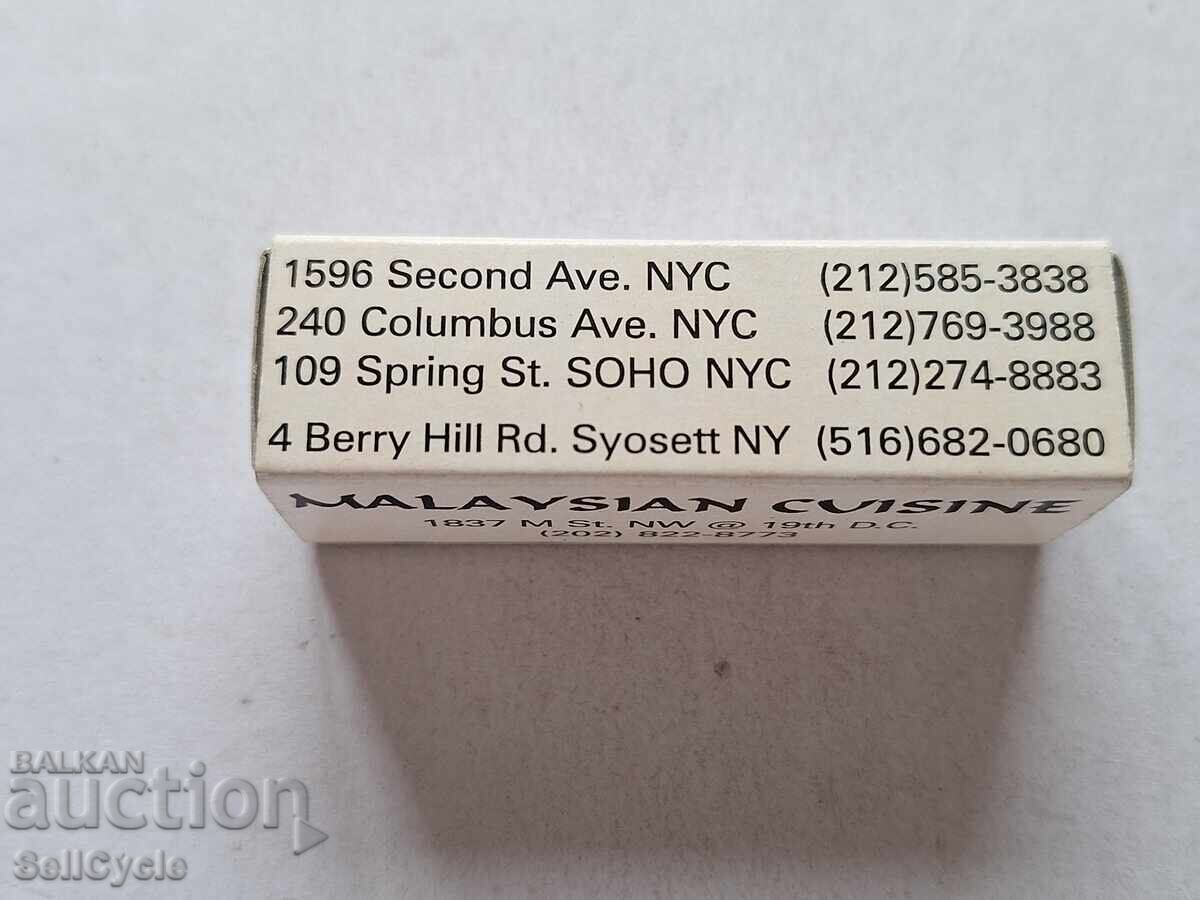 1596 Second Ave. NYC (212)585-3838
240 Columbus Ave. NYC (212)769-3988
109 Spring St. SOHO NYC (212)274-8883
4 Berry Hill Rd. Syosett NY (516)682-0680
MALAYSIAN CUISINE
1837 M St. NW @ 19th D.C.
(202) 822-8773
BALKAN
auction
SellCycle